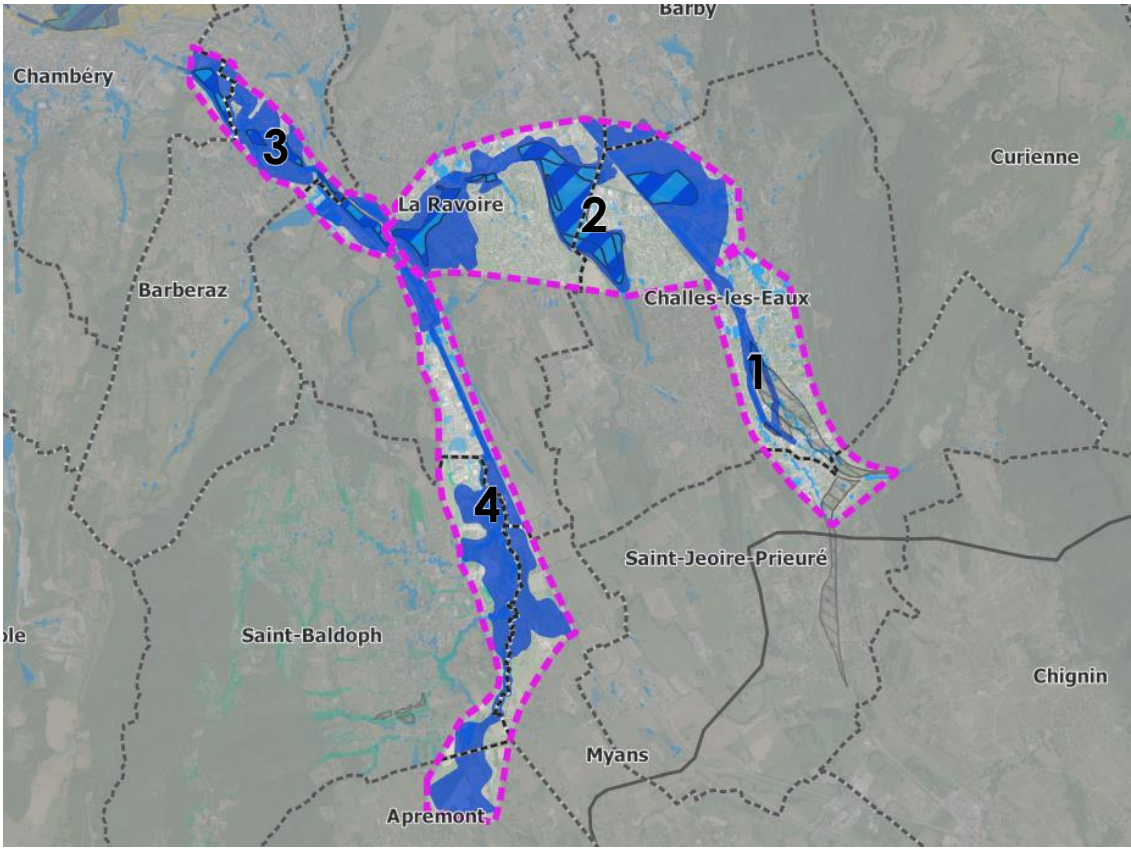 Barby
Chambéry
3
Curienne
La Ravoire
2
Barberaz
Challes-les-Eaux
1
4
Saint-Jeoire-Prieuré
ole
Saint-Baldoph
Chignin
Myans
Apremont